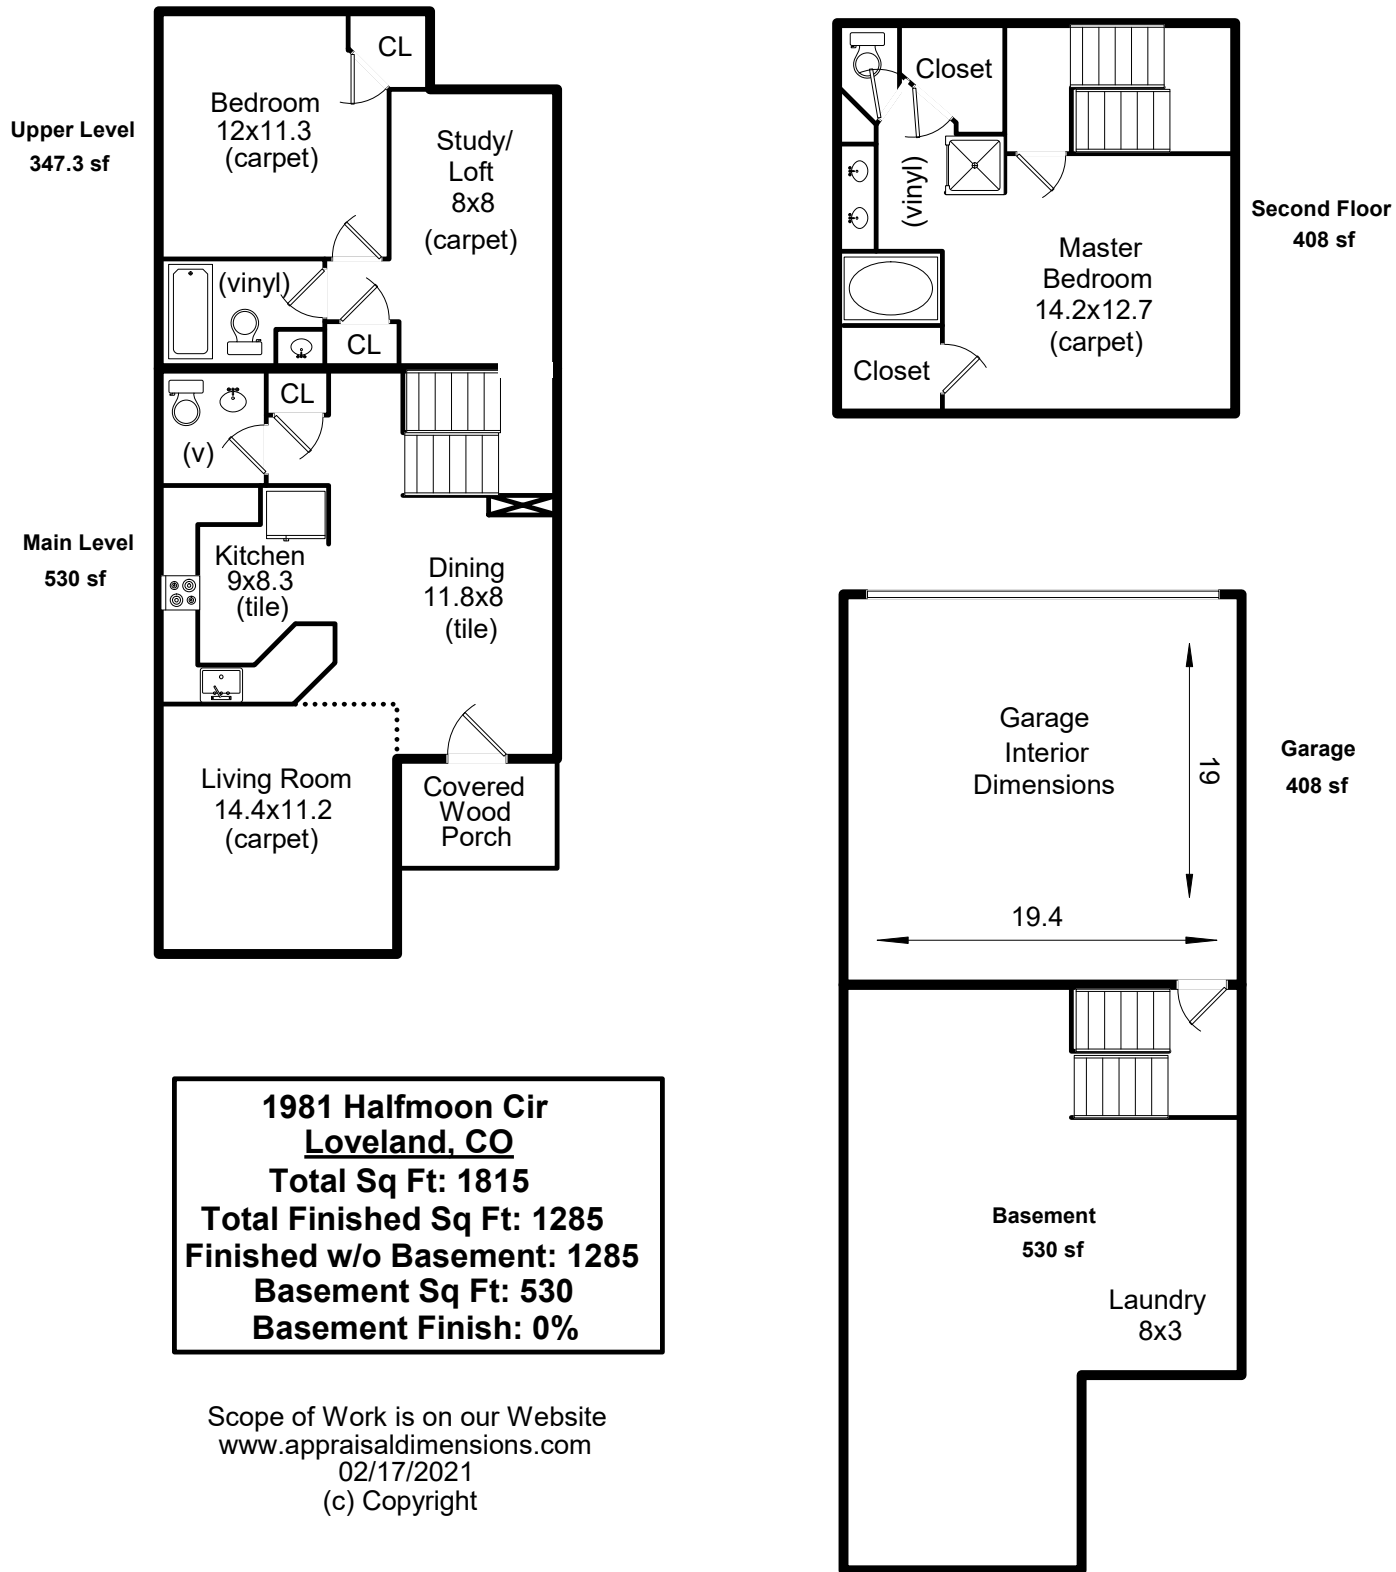 Upper Level
347.3 sf
CL
Bedroom
12x11.3
(carpet)
Study/
Loft
8x8
(carpet)
(vinyl)
CL
Main Level
530 sf
CL
(v)
Kitchen
9x8.3
(tile)
Dining
11.8x8
(tile)
Living Room
14.4x11.2
(carpet)
Covered
Wood
Porch
Second Floor
408 sf
Closet
(vinyl)
Master
Bedroom
14.2x12.7
(carpet)
Closet
Garage
408 sf
Garage
Interior
Dimensions
19
19.4
Basement
530 sf
Laundry
8x3
1981 Halfmoon Cir
Loveland, CO
Total Sq Ft: 1815
Total Finished Sq Ft: 1285
Finished w/o Basement: 1285
Basement Sq Ft: 530
Basement Finish: 0%
Scope of Work is on our Website
www.appraisaldimensions.com
02/17/2021
(c) Copyright